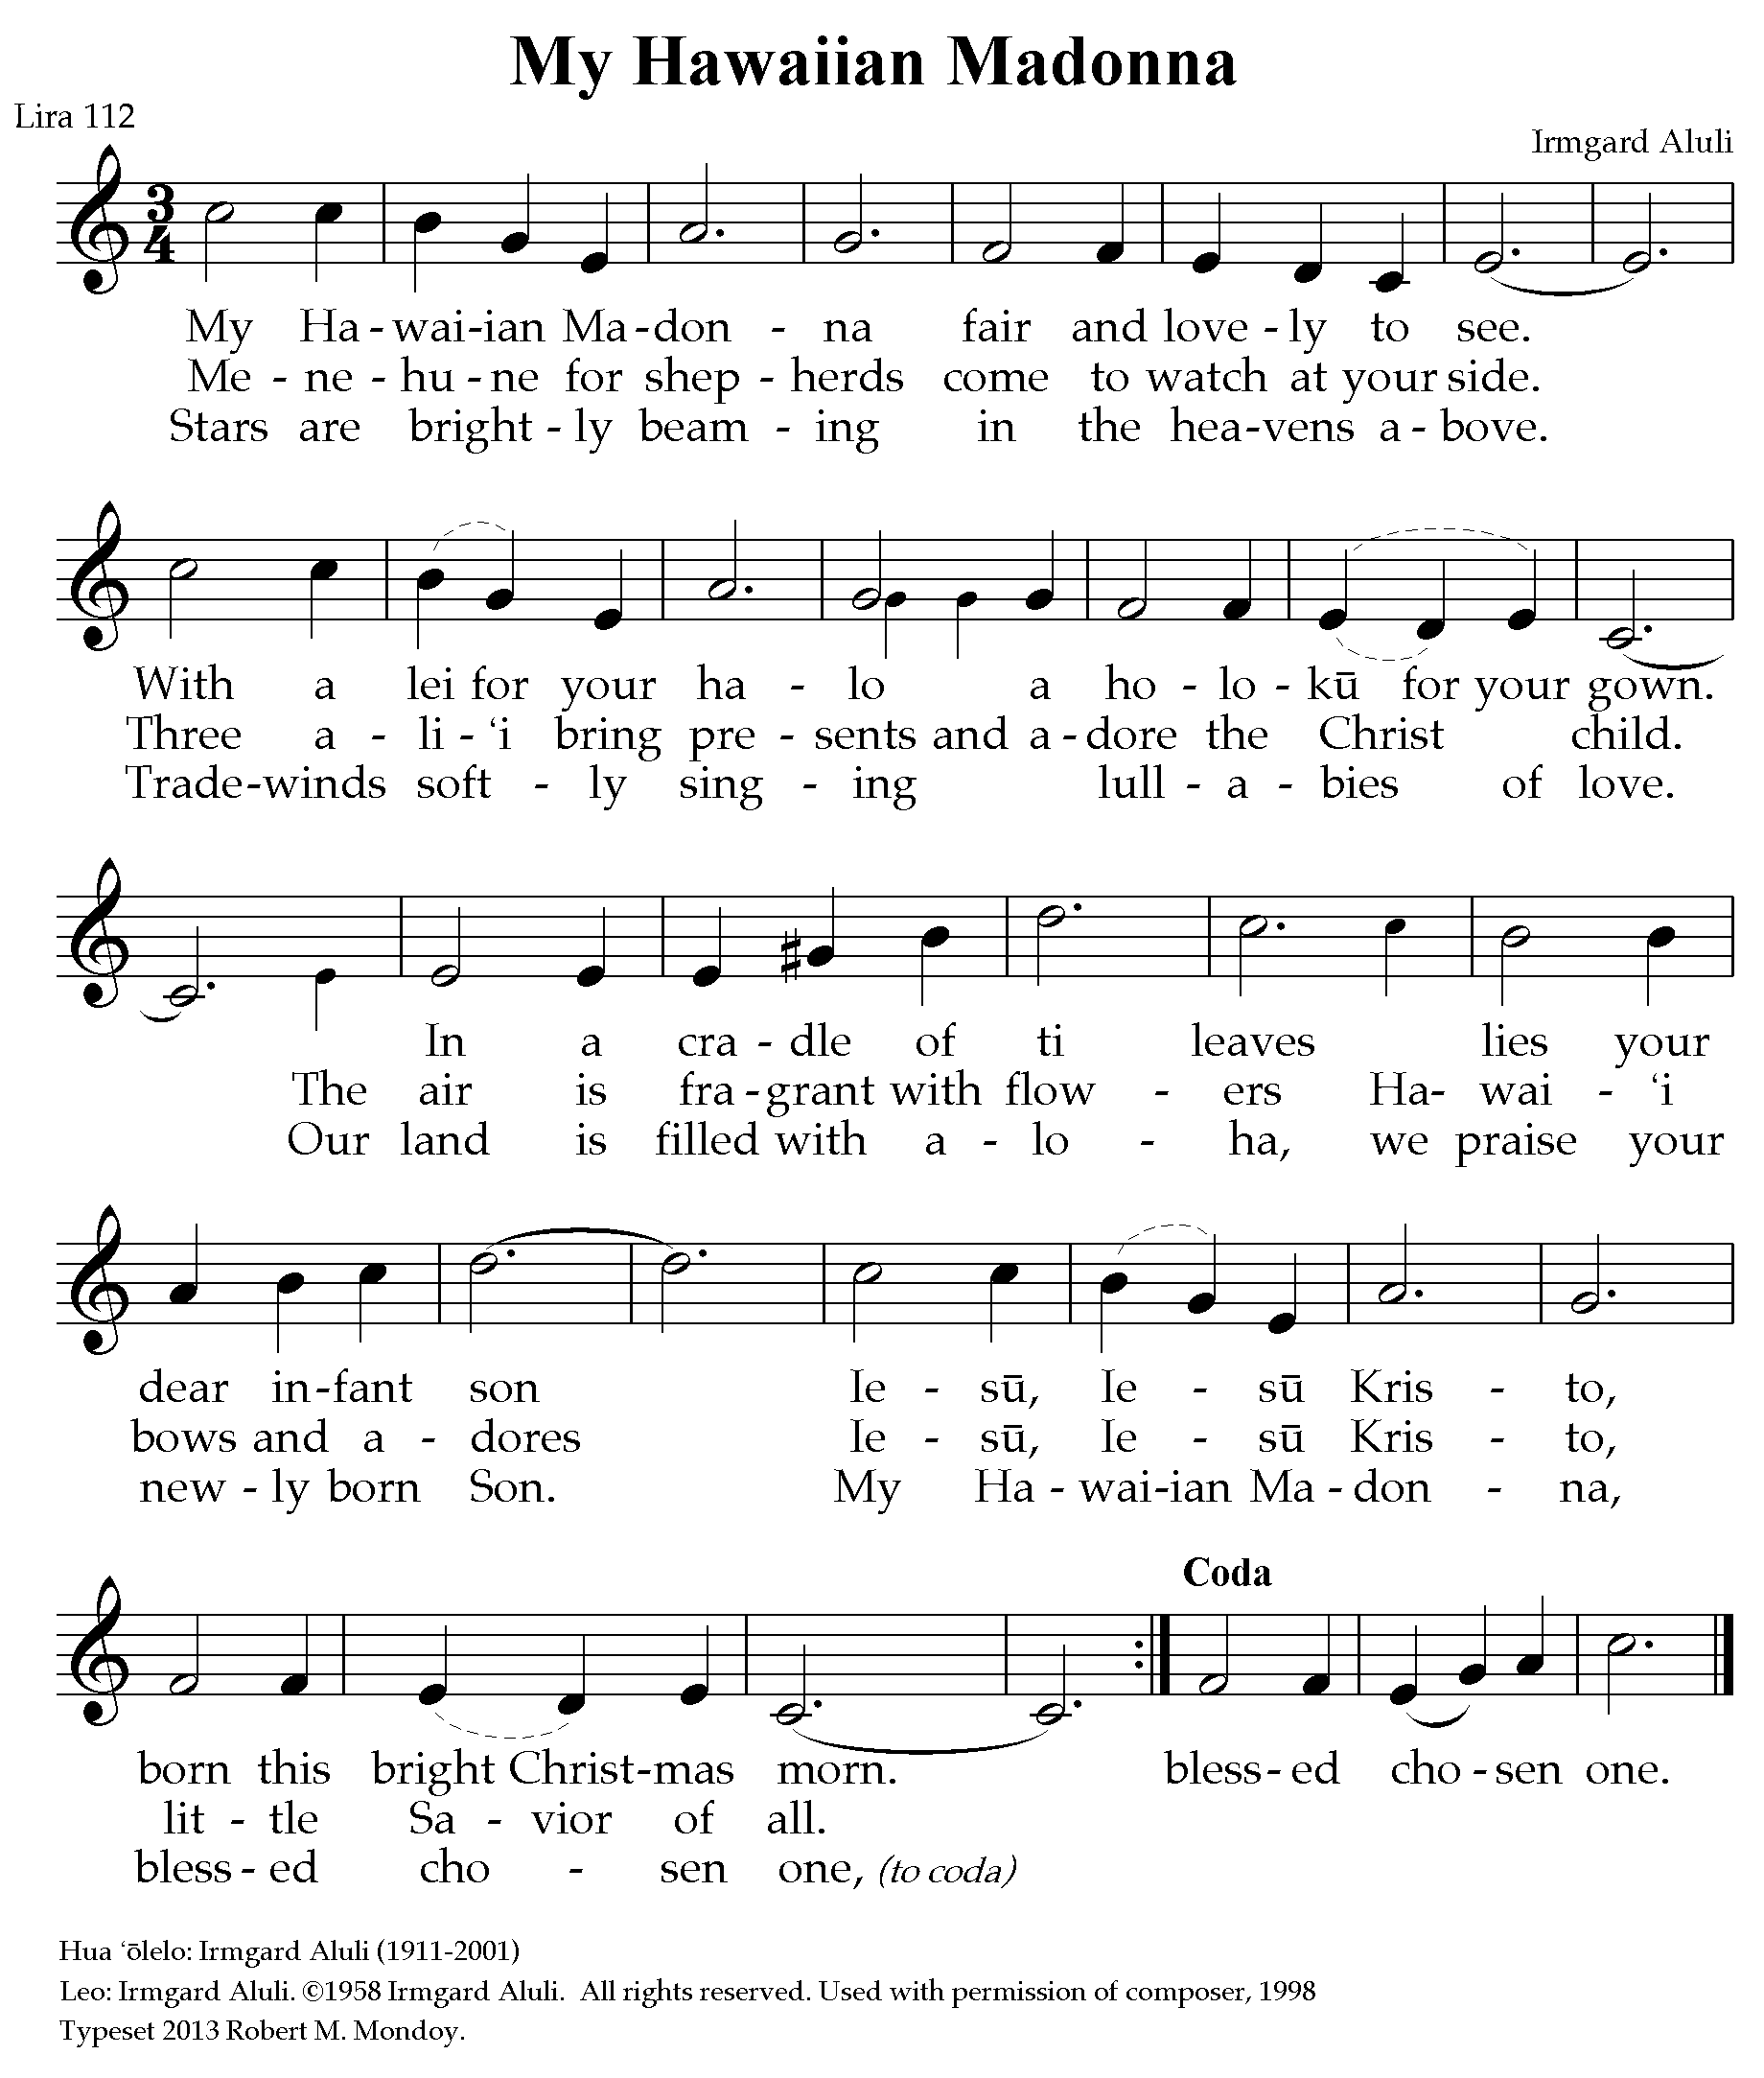 My Hawaiian Madonna
Lira 112
Irmgard Aluli
3
4
My Ha - wai - ian Ma - don - na fair and love - ly to see.
Me - ne - hu - ne for shep - herds come to watch at your side.
Stars are bright - ly beam - ing in the hea - vens a - bove.
With a lei for your ha - lo a ho - lo - kū for your gown.
Three a - li - ʻi bring pre - sents and a - dore the Christ child.
Trade - winds soft - ly sing - ing lull - a - bies of love.
In a cra - dle of ti leaves lies your
The air is fra - grant with flow - ers Ha - wai - ʻi
Our land is filled with a - lo - ha, we praise your
dear in - fant son Ie - sū, Ie - sū Kris - to,
bows and a - dores Ie - sū, Ie - sū Kris - to,
new - ly born Son. My Ha - wai - ian Ma - don - na,
Coda
born this bright Christ - mas morn. bless - ed cho - sen one.
lit - tle Sa - vior of all.
bless - ed cho - sen one, (to coda)
Hua ʻōlelo: Irmgard Aluli (1911-2001)
Leo: Irmgard Aluli. ©1958 Irmgard Aluli. All rights reserved. Used with permission of composer, 1998
Typeset 2013 Robert M. Mondoy.